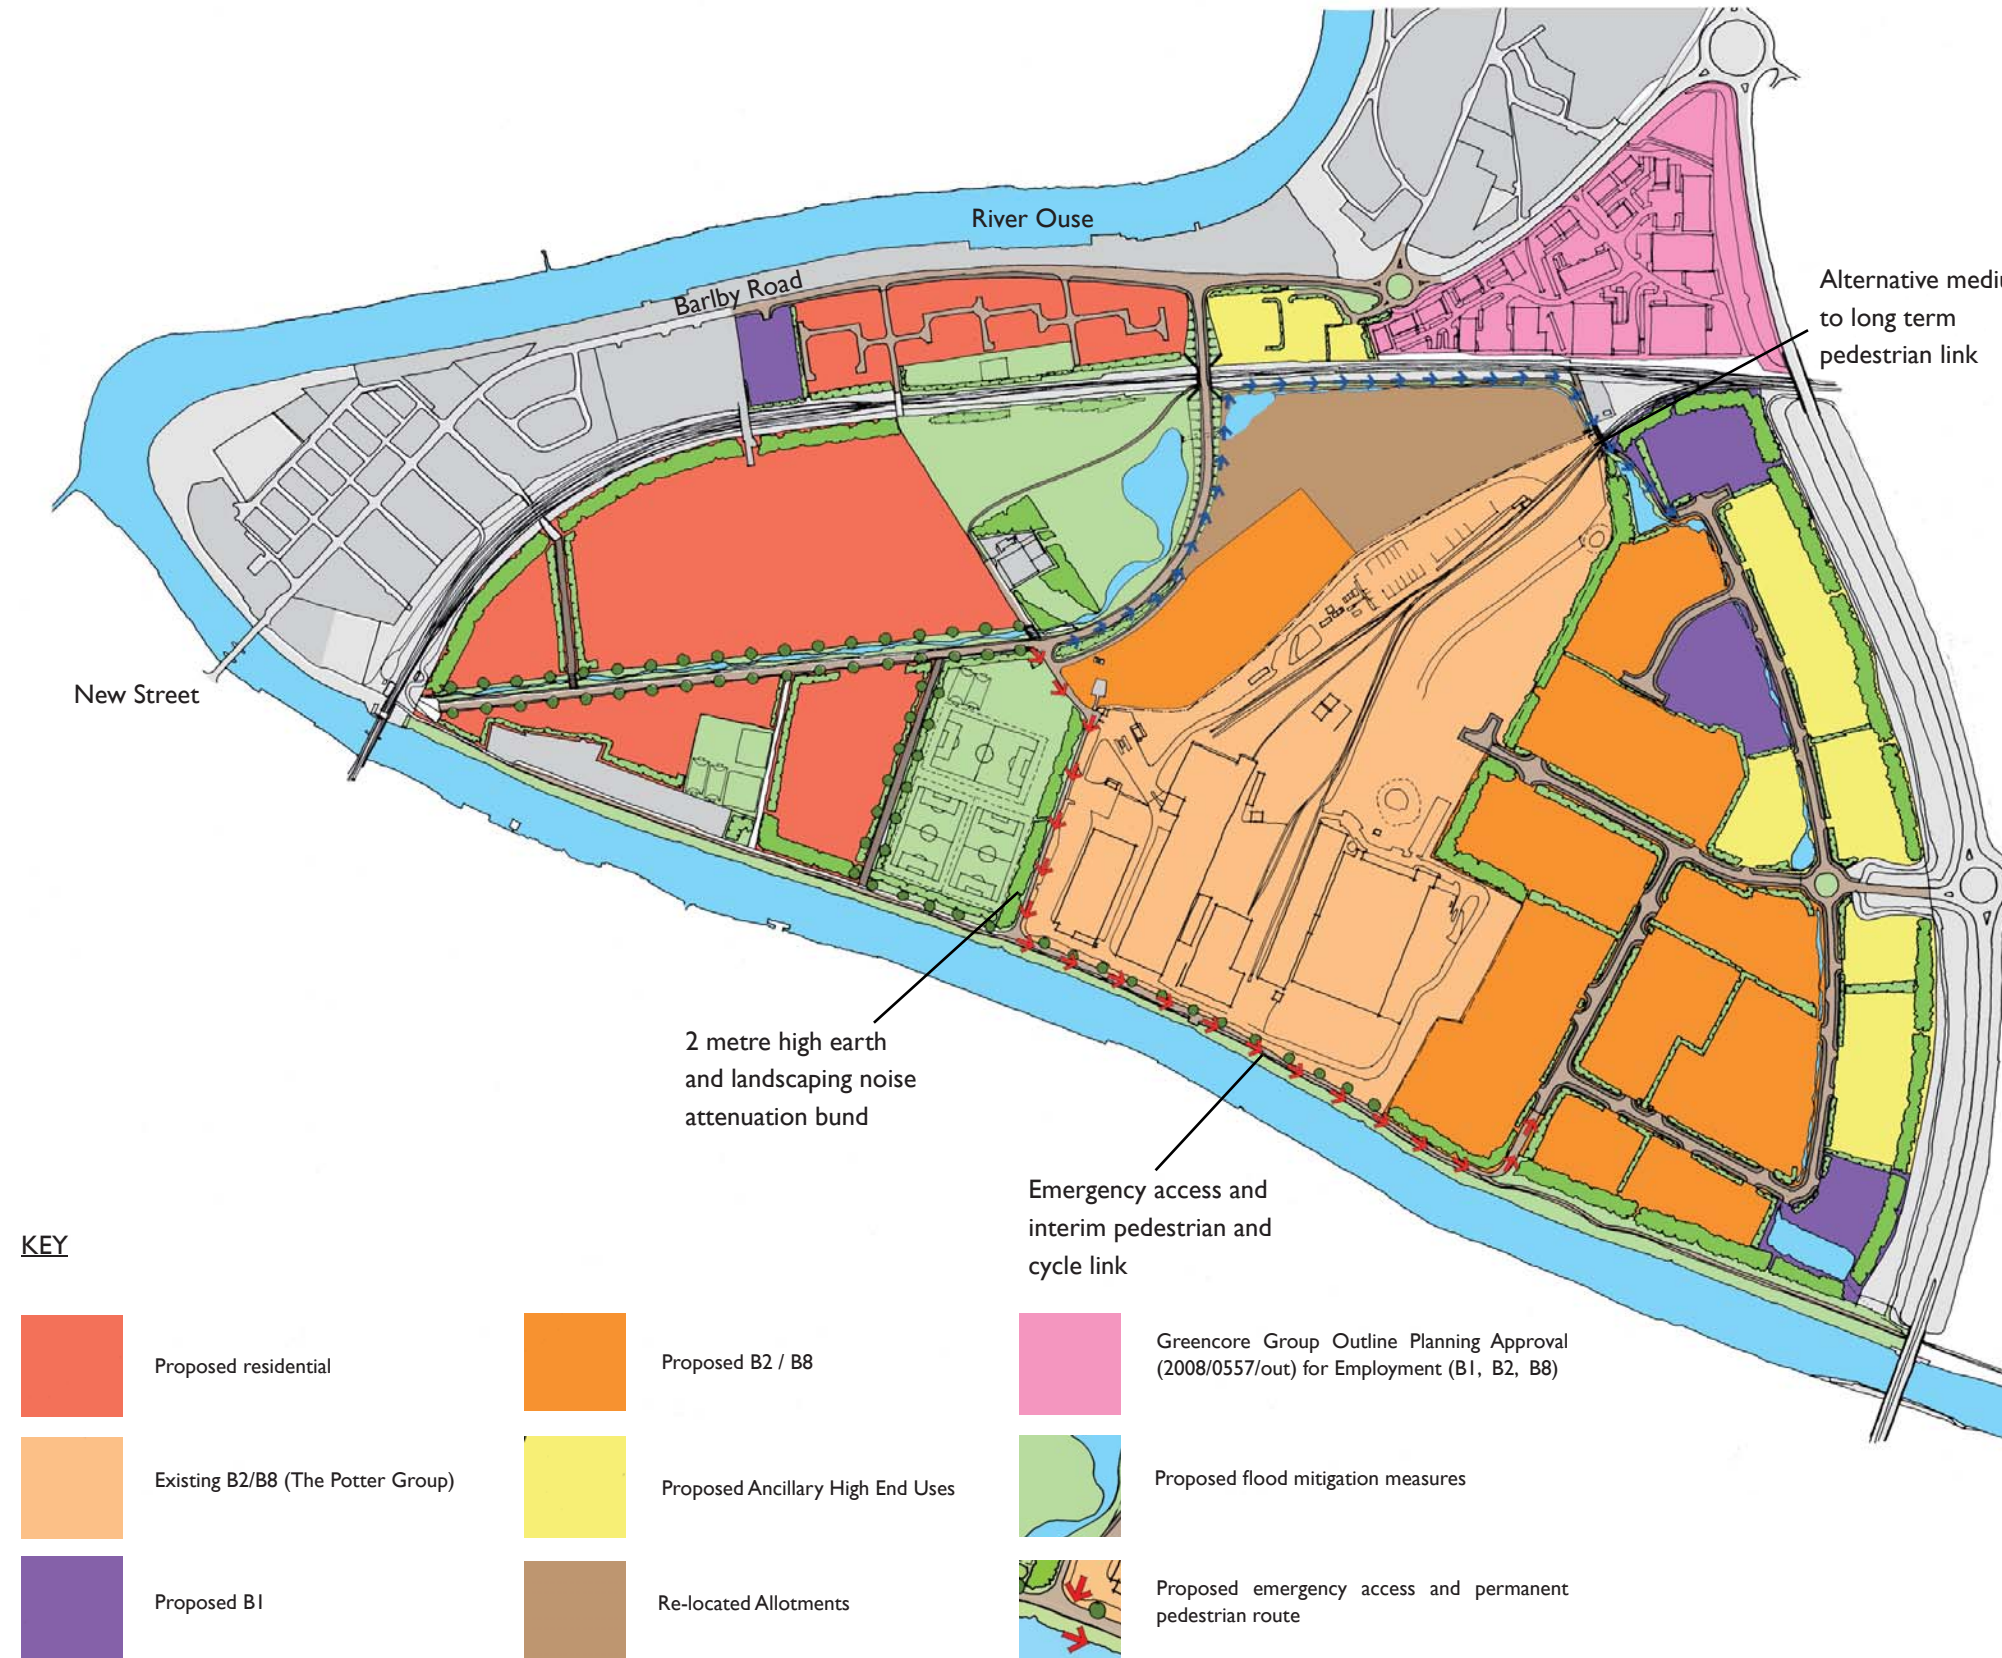 River Ouse
Barlby Road
Alternative
to long term
pedestrian link
New Street
2 metre high earth
and landscaping noise
attenuation bund
Emergency access and
interim pedestrian and
cycle link
KEY
Proposed residential
Existing B2/B8 (The Potter Group)
Proposed B1
Proposed B2 / B8
Proposed Ancillary High End Uses
Re-located Allotments
Greencore Group Outline Planning Approval
(2008/0557/out) for Employment (B1, B2, B8)
Proposed flood mitigation measures
Proposed emergency access and permanent
pedestrian route